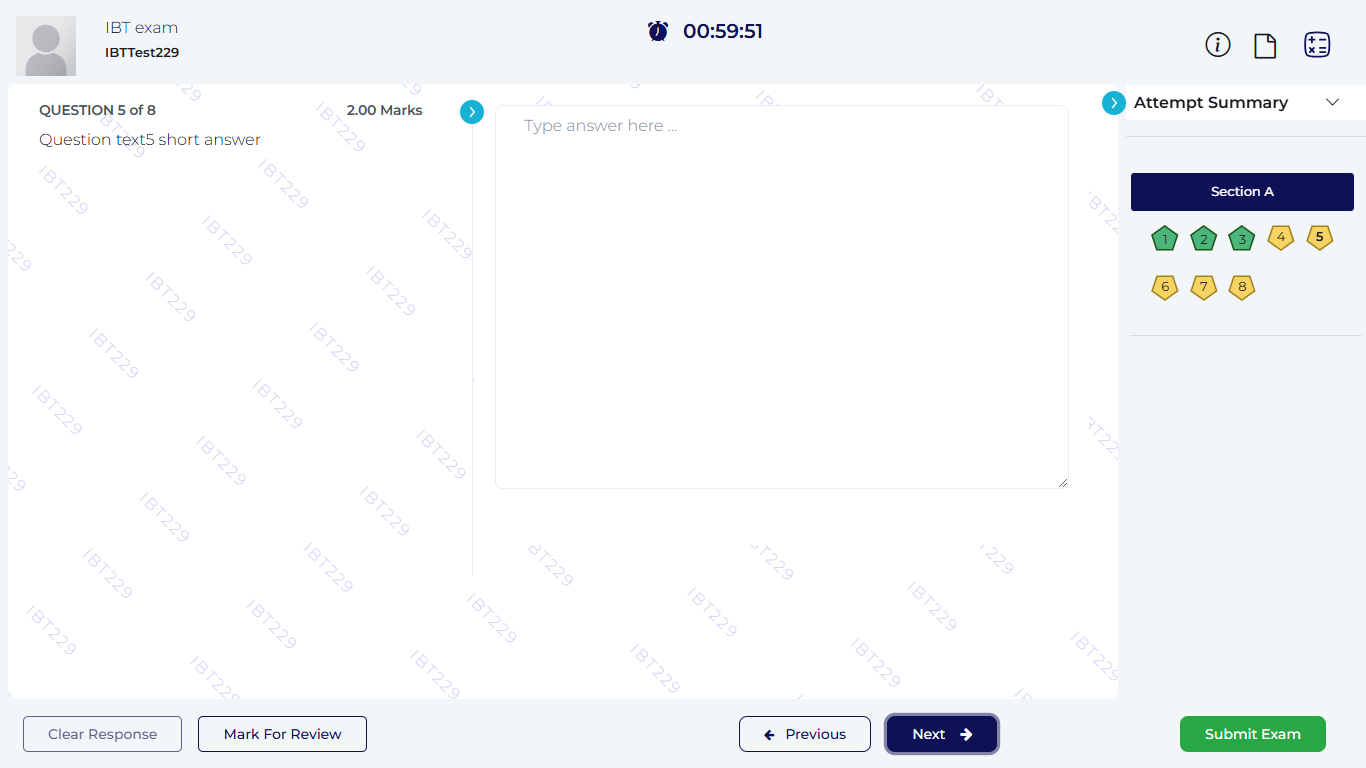 IBT exam
IBTTest229
00:59:51
QUESTION 5 of 8
2.00 Marks
Question text5 short answer
Type answer here ...
Attempt Summary
Section A
1 2 3 4 5
6 7 8
Clear Response
Mark For Review
Previous
Next
Submit Exam
IBT229